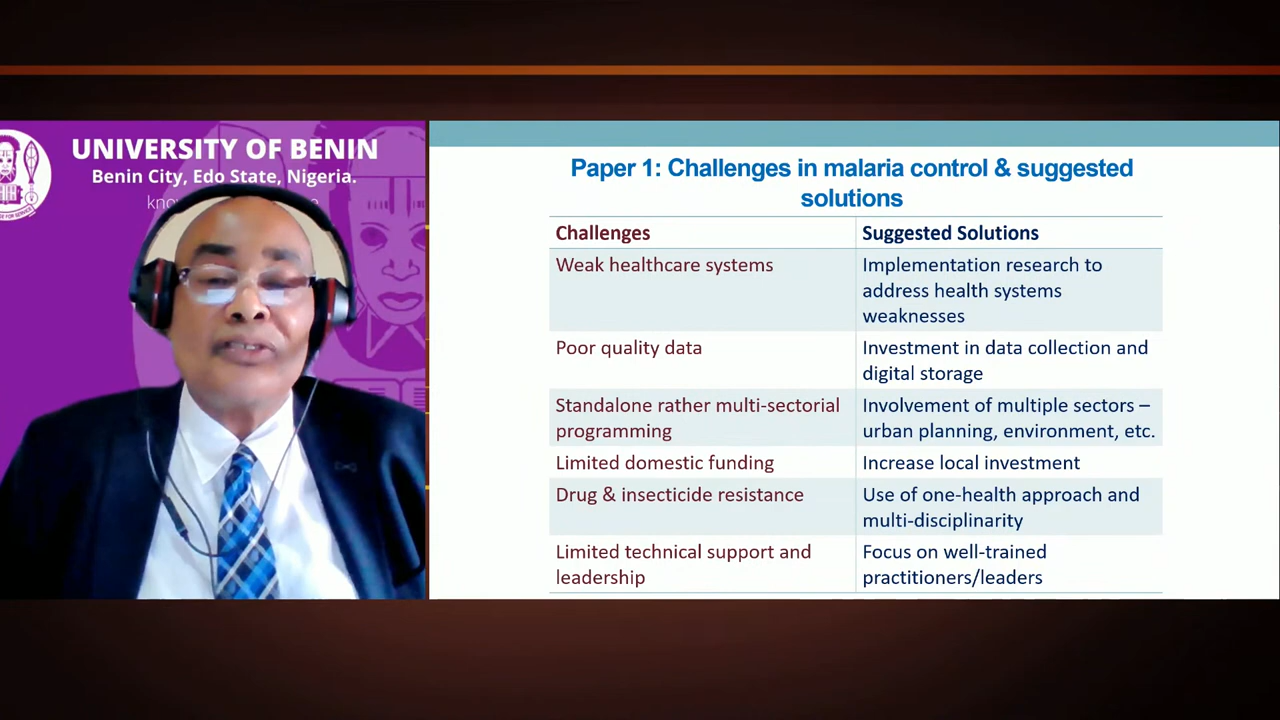 UNIVERSITY OF BENIN
Benin City, Edo State, Nigeria.
Paper 1: Challenges in malaria control & suggested
solutions
Challenges
Suggested Solutions
Weak healthcare systems
Implementation research to
address health systems
weaknesses
Poor quality data
Investment in data collection and
digital storage
Standalone rather multi-sectorial
programming
Involvement of multiple sectors –
urban planning, environment, etc.
Limited domestic funding
Increase local investment
Drug & insecticide resistance
Use of one-health approach and
multi-disciplinarity
Limited technical support and
leadership
Focus on well-trained
practitioners/leaders